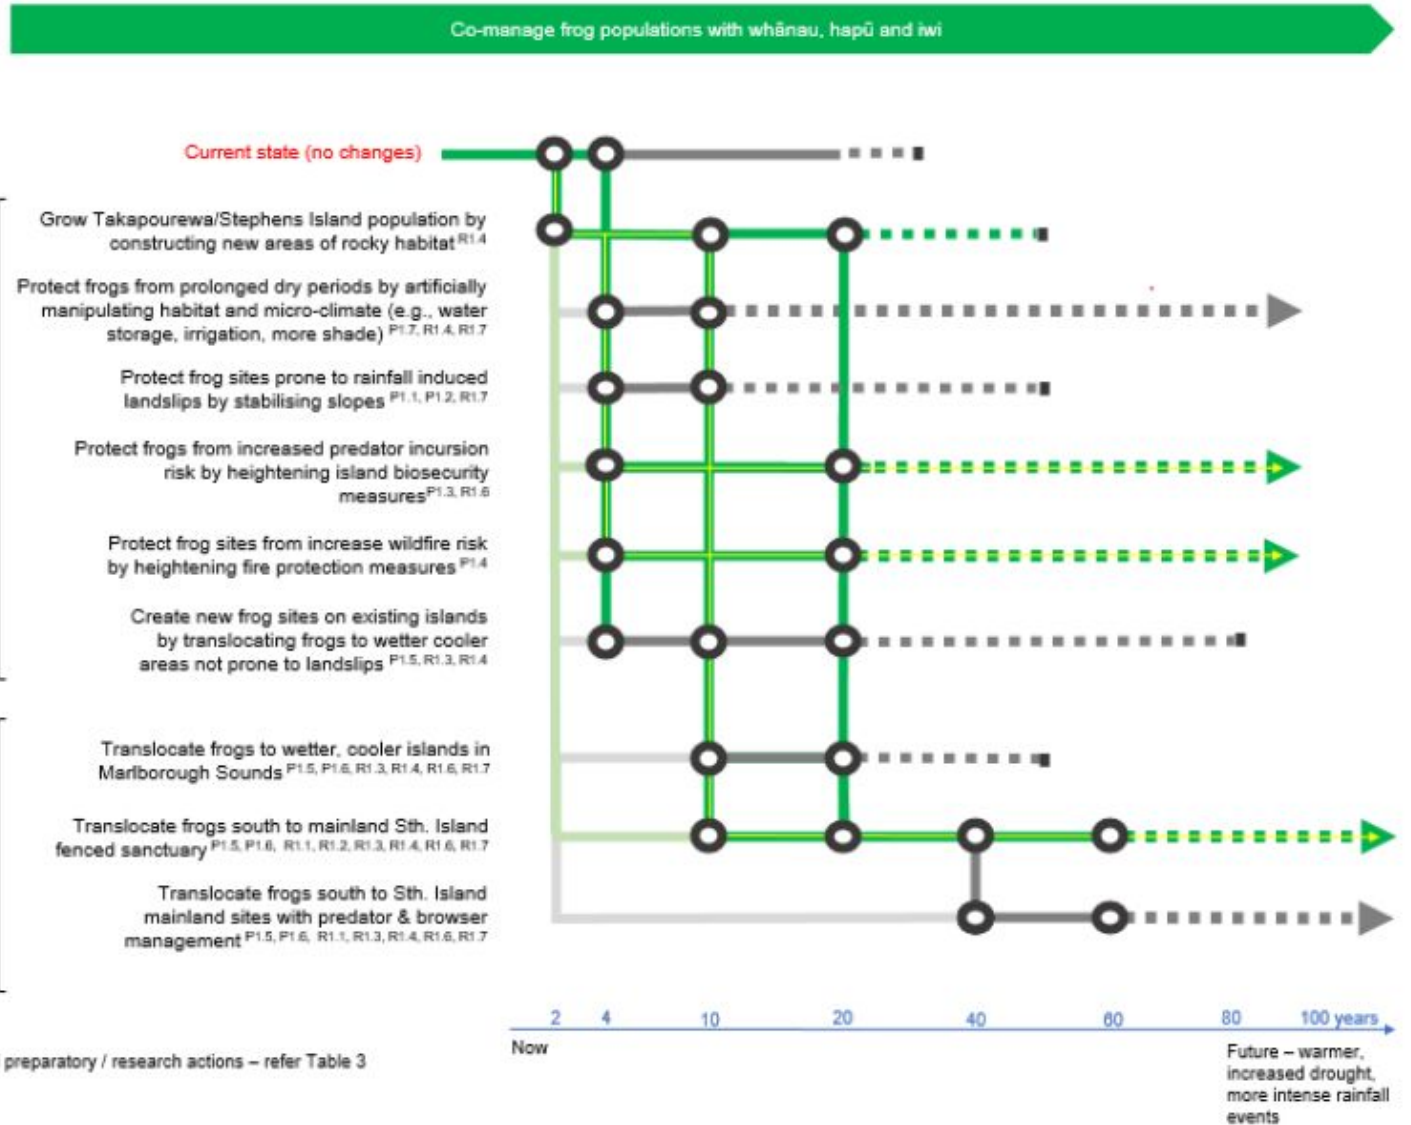 Co-manage frog populations with whānau, hapū and iwi
Current state (no changes)
Grow Takapourewa/Stephens Island population by
constructing new areas of rocky habitat R1.4
Protect frogs from prolonged dry periods by artificially
manipulating habitat and micro-climate (e.g., water
storage, irrigation, more shade) P1.7, R1.4, R1.7
Protect frog sites prone to rainfall induced
landslips by stabilising slopes P1.1, P1.2, R1.7
Protect frogs from increased predator incursion
risk by heightening island biosecurity
measures P1.3, R1.6
Protect frog sites from increase wildfire risk
by heightening fire protection measures P1.4
Create new frog sites on existing islands
by translocating frogs to wetter cooler
areas not prone to landslips P1.5, R1.3, R1.4
Translocate frogs to wetter, cooler islands in
Marlborough Sounds P1.5, P1.6, R1.3, R1.4, R1.6, R1.7
Translocate frogs south to mainland Sth. Island
fenced sanctuary P1.5, P1.6, R1.1, R1.2, R1.3, R1.4, R1.6, R1.7
Translocate frogs south to Sth. Island
mainland sites with predator & browser
management P1.5, P1.6, R1.1, R1.3, R1.4, R1.6, R1.7
2 4 10 20 40 60 80 100 years
Now
Future – warmer,
increased drought,
more intense rainfall
events
preparatory / research actions – refer Table 3